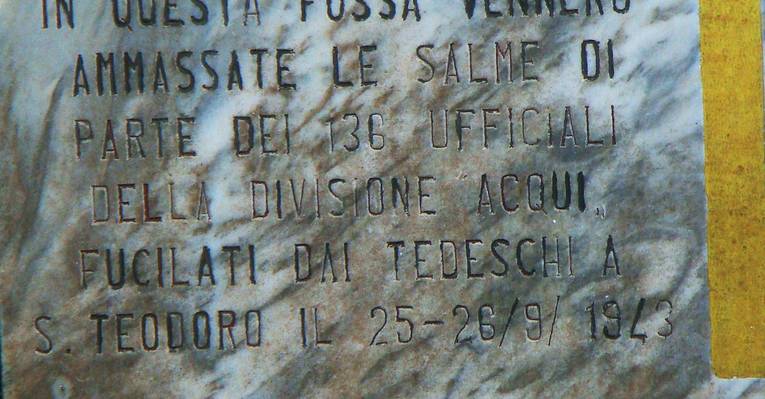 IN QUESTA FOSSA VENNERO
AMMASSATE LE SALME DI
PARTE DEI 136 UFFICIALI
DELLA DIVISIONE "ACQUI"
FUCILATI DAI TEDESCHI A
S. TEODORO IL 25-26/9/1943